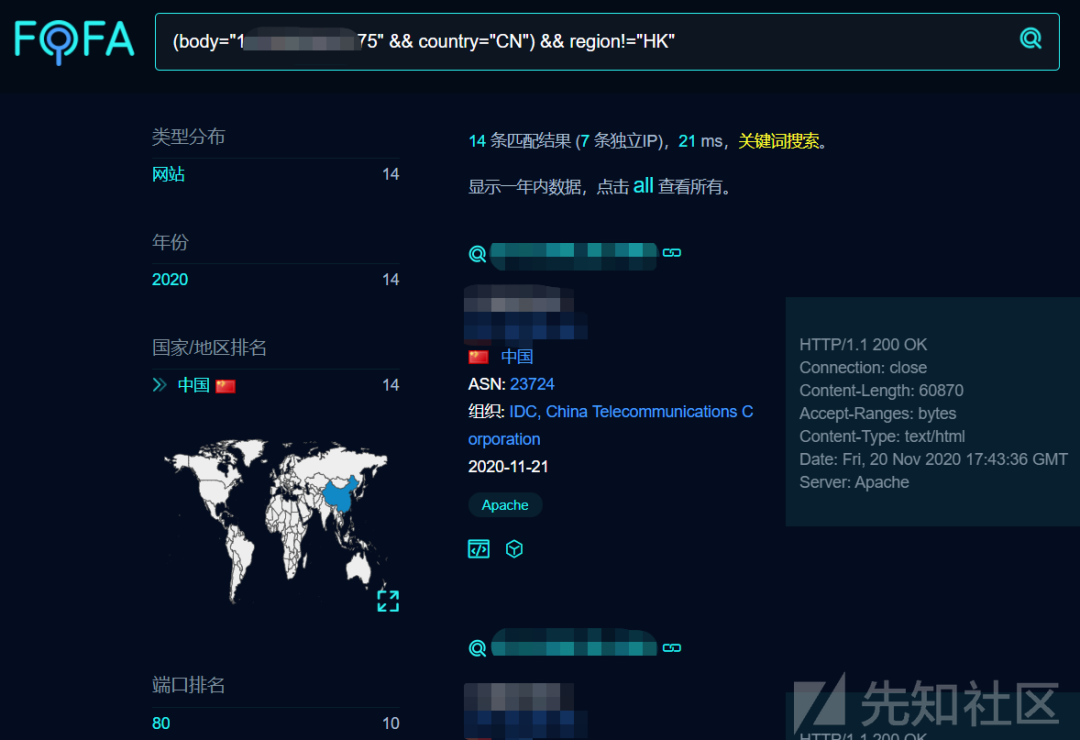 FOFA
(body="1 75" && country="CN") && region!="HK"
类型分布
网站 14
年份
2020 14
国家/地区排名
中国 14
端口排名
80 10
14 条匹配结果 (7 条独立IP)，21 ms，关键词搜索。
显示一年内数据，点击 all 查看所有。
中国
ASN: 23724
组织: IDC, China Telecommunications C
orporation
2020-11-21
Apache
HTTP/1.1 200 OK
Connection: close
Content-Length: 60870
Accept-Ranges: bytes
Content-Type: text/html
Date: Fri, 20 Nov 2020 17:43:36 GMT
Server: Apache
HTTP/1.1 200 OK
先知社区